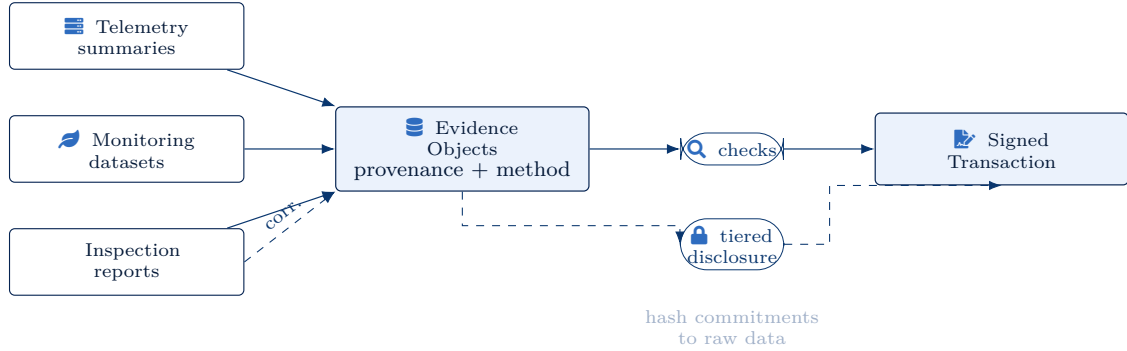 Telemetry
summaries
Monitoring
datasets
Inspection
reports
corr.
Evidence
Objects
provenance + method
checks
tiered
disclosure
hash commitments
to raw data
Signed
Transaction